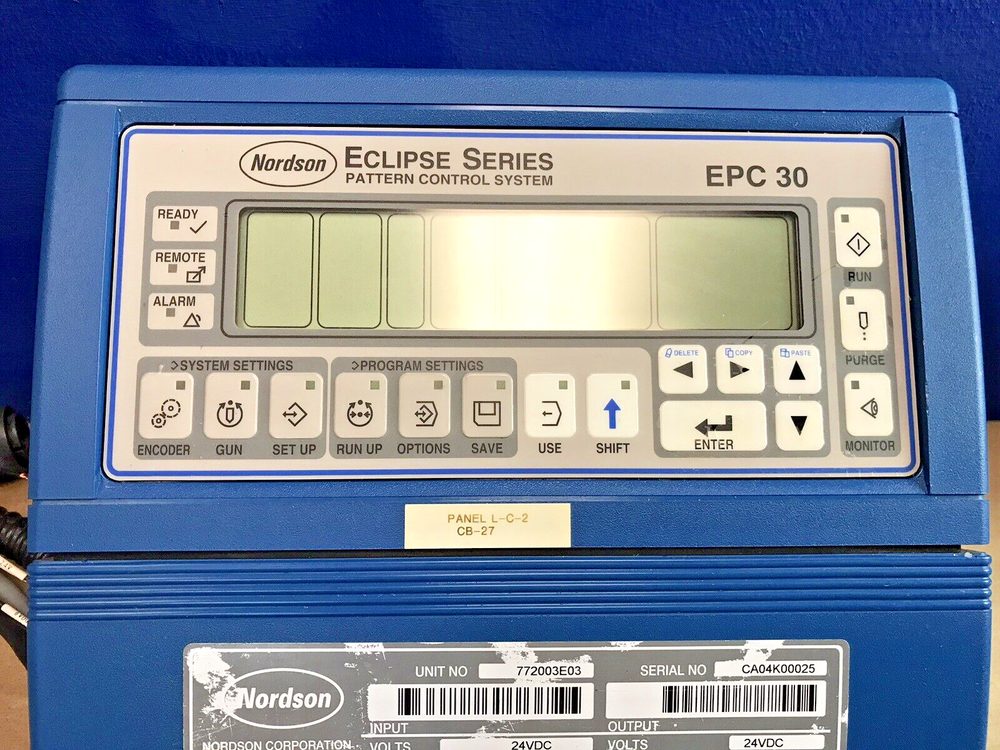 Nordson ECLIPSE SERIES
PATTERN CONTROL SYSTEM
EPC 30
READY
REMOTE
ALARM
RUN
PURGE
MONITOR
>SYSTEM SETTINGS
>PROGRAM SETTINGS
DELETE COPY PASTE
ENTER
ENCODER GUN SET UP RUN UP OPTIONS SAVE USE SHIFT
PANEL L-C-2
CB-27
Nordson
NORDSON CORPORATION
UNIT NO 772003E03
SERIAL NO CA04K00025
INPUT
VOLTS 24VDC
OUTPUT
VOLTS 24VDC